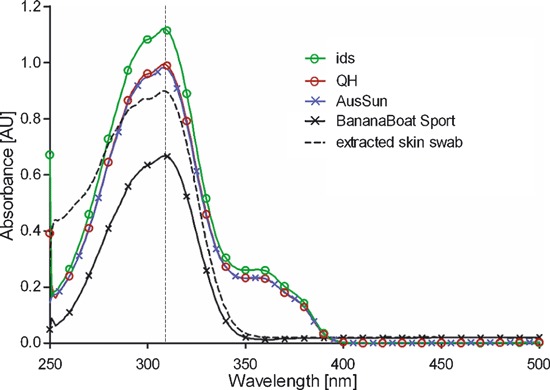 1.2
1.0
0.8
0.6
0.4
0.2
0.0
Absorbance [AU]
ids
QH
AusSun
BananaBoat Sport
extracted skin swab
250 300 350 400 450 500
Wavelength [nm]